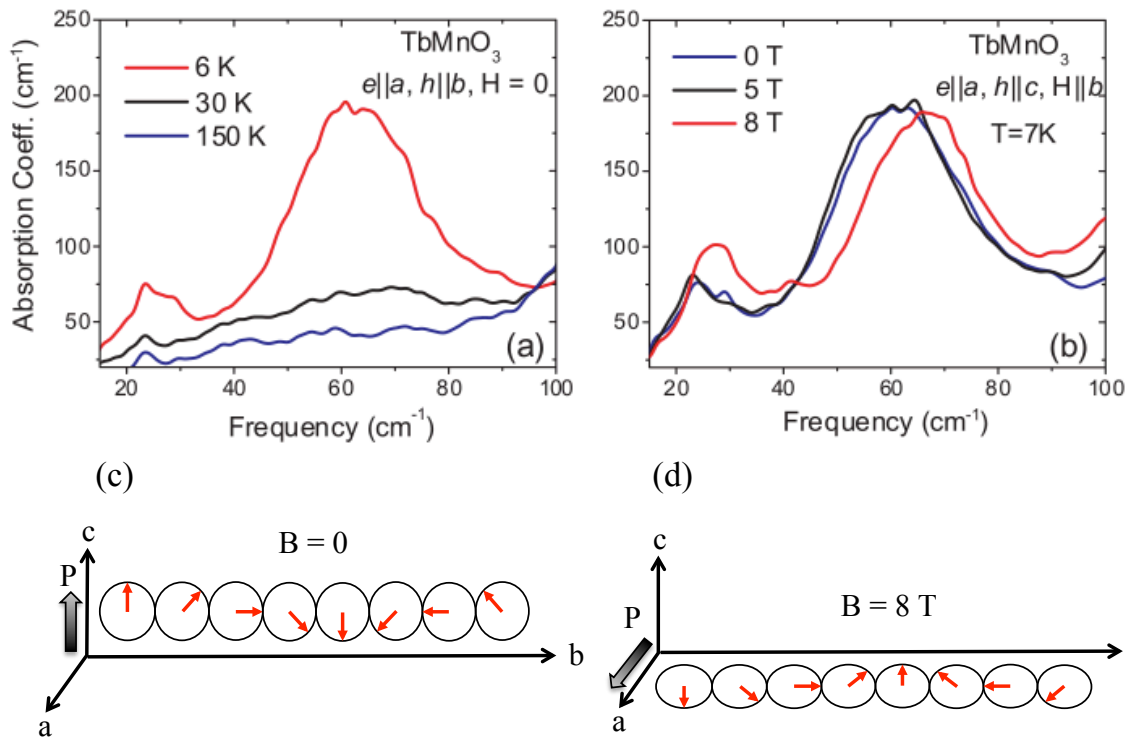 250
200
150
100
50
Absorption Coeff. (cm⁻¹)
TbMnO₃
6 K
e||a, h||b, H = 0
30 K
150 K
(a)
20 40 60 80 100
Frequency (cm⁻¹)
250
200
150
100
50
TbMnO₃
0 T
e||a, h||c, H||b
5 T
8 T
T=7K
(b)
20 40 60 80 100
Frequency (cm⁻¹)
(c)
c
B = 0
P
b
a
(d)
c
B = 8 T
P
a